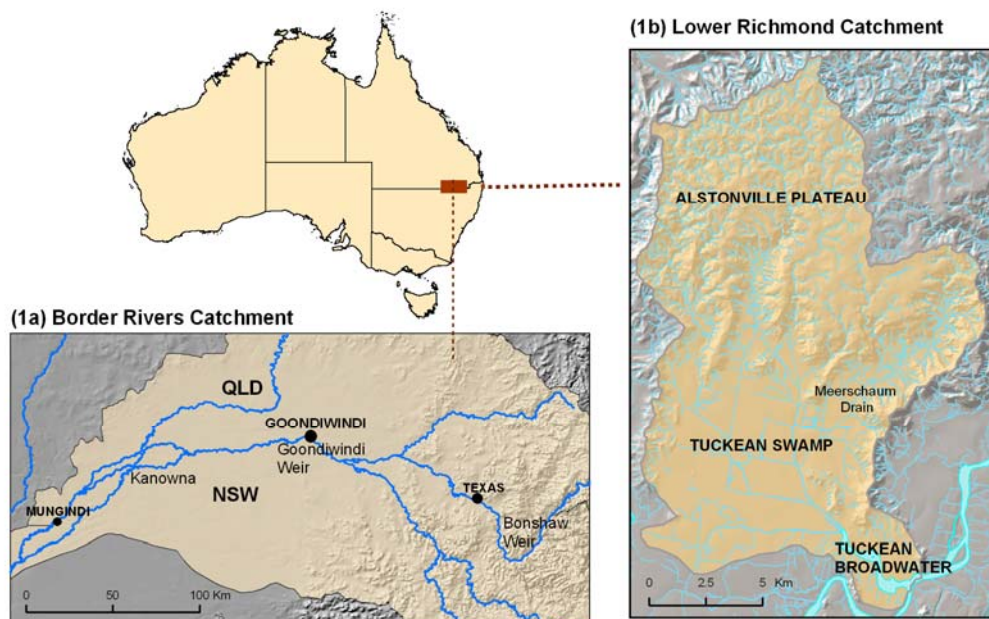 (1b) Lower Richmond Catchment
ALSTONVILLE PLATEAU
Meerschaum
Drain
TUCKEAN SWAMP
TUCKEAN
BROADWATER
0 2.5 5 Km
(1a) Border Rivers Catchment
QLD
GOONDIWINDI
Goondiwindi
Weir
Kanowna
NSW
MUNGINDI
TEXAS
Bonshaw
Weir
0 50 100 Km